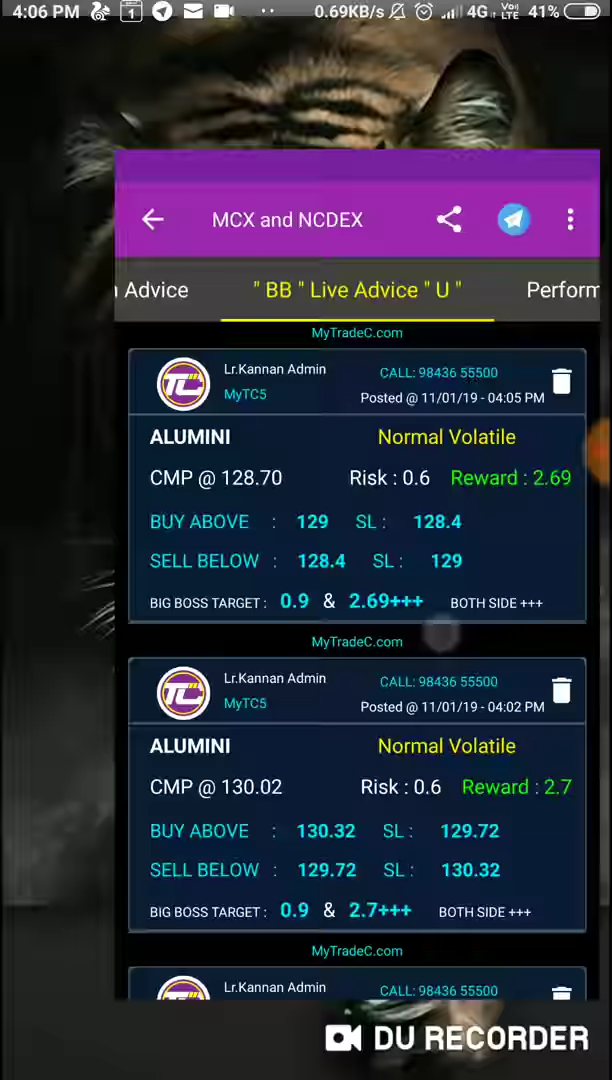 4:06 PM 1 ·· 0.69KB/s 4G VoI LTE 41%
MCX and NCDEX
Advice " BB " Live Advice " U " Perform
MyTradeC.com
Lr.Kannan Admin CALL: 98436 55500
MyTC5 Posted @ 11/01/19 - 04:05 PM
TC
ALUMINI Normal Volatile
CMP @ 128.70 Risk : 0.6 Reward : 2.69
BUY ABOVE : 129 SL : 128.4
SELL BELOW : 128.4 SL : 129
BIG BOSS TARGET : 0.9 & 2.69+++ BOTH SIDE +++
MyTradeC.com
Lr.Kannan Admin CALL: 98436 55500
MyTC5 Posted @ 11/01/19 - 04:02 PM
TC
ALUMINI Normal Volatile
CMP @ 130.02 Risk : 0.6 Reward : 2.7
BUY ABOVE : 130.32 SL : 129.72
SELL BELOW : 129.72 SL : 130.32
BIG BOSS TARGET : 0.9 & 2.7+++ BOTH SIDE +++
MyTradeC.com
Lr.Kannan Admin CALL: 98436 55500
DU RECORDER